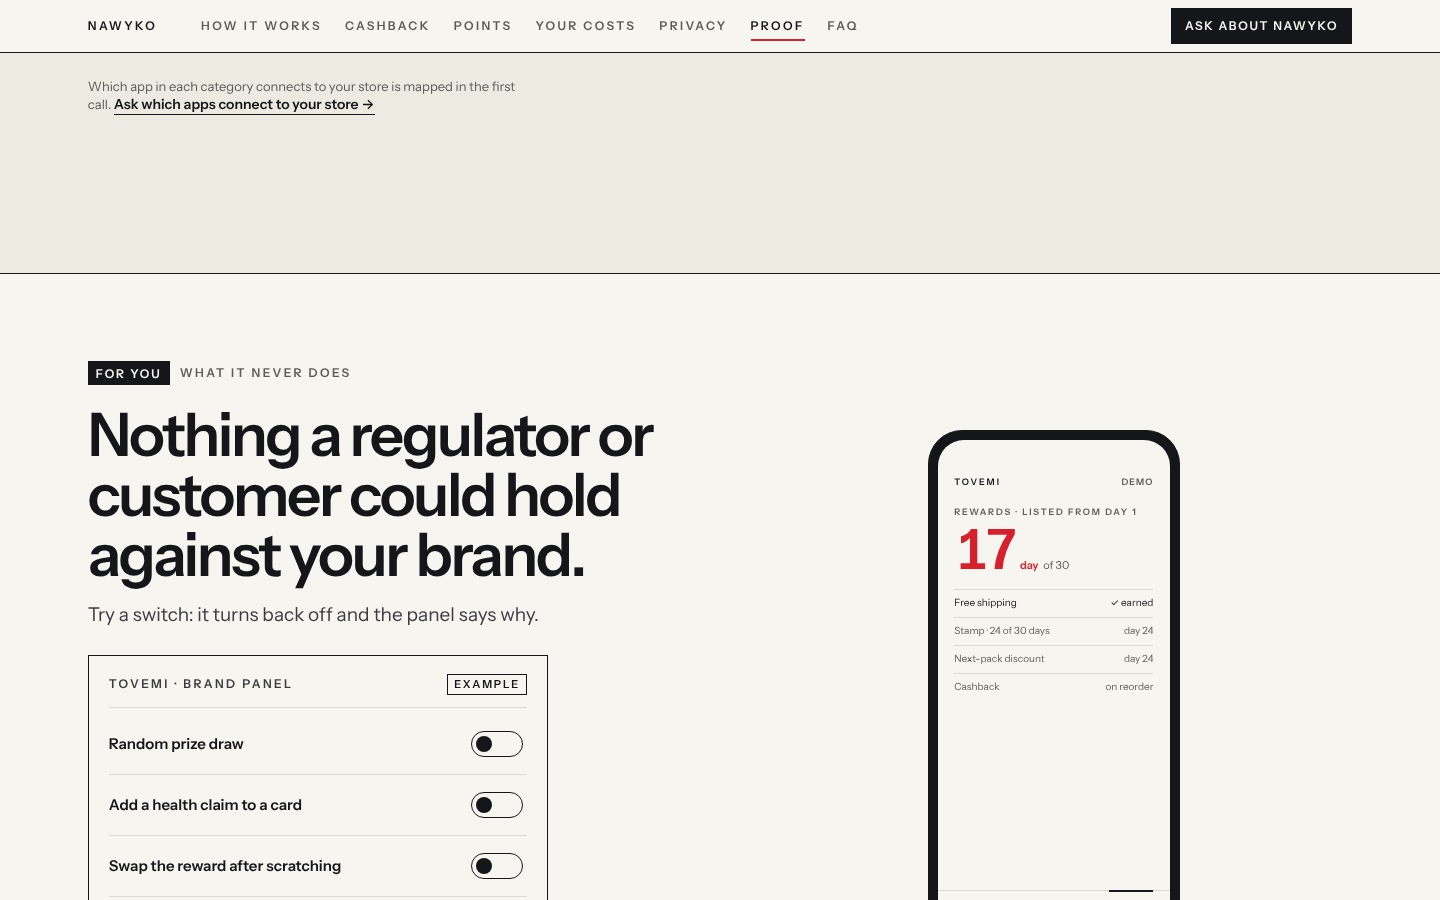 NAWYKO HOW IT WORKS CASHBACK POINTS YOUR COSTS PRIVACY PROOF FAQ ASK ABOUT NAWYKO
Which app in each category connects to your store is mapped in the first
call. Ask which apps connect to your store →
FOR YOU WHAT IT NEVER DOES
Nothing a regulator or
customer could hold
against your brand.
Try a switch: it turns back off and the panel says why.
TOVEMI · BRAND PANEL EXAMPLE
Random prize draw
Add a health claim to a card
Swap the reward after scratching
TOVEMI DEMO
REWARDS · LISTED FROM DAY 1
17 day of 30
Free shipping ✓ earned
Stamp · 24 of 30 days day 24
Next-pack discount day 24
Cashback on reorder